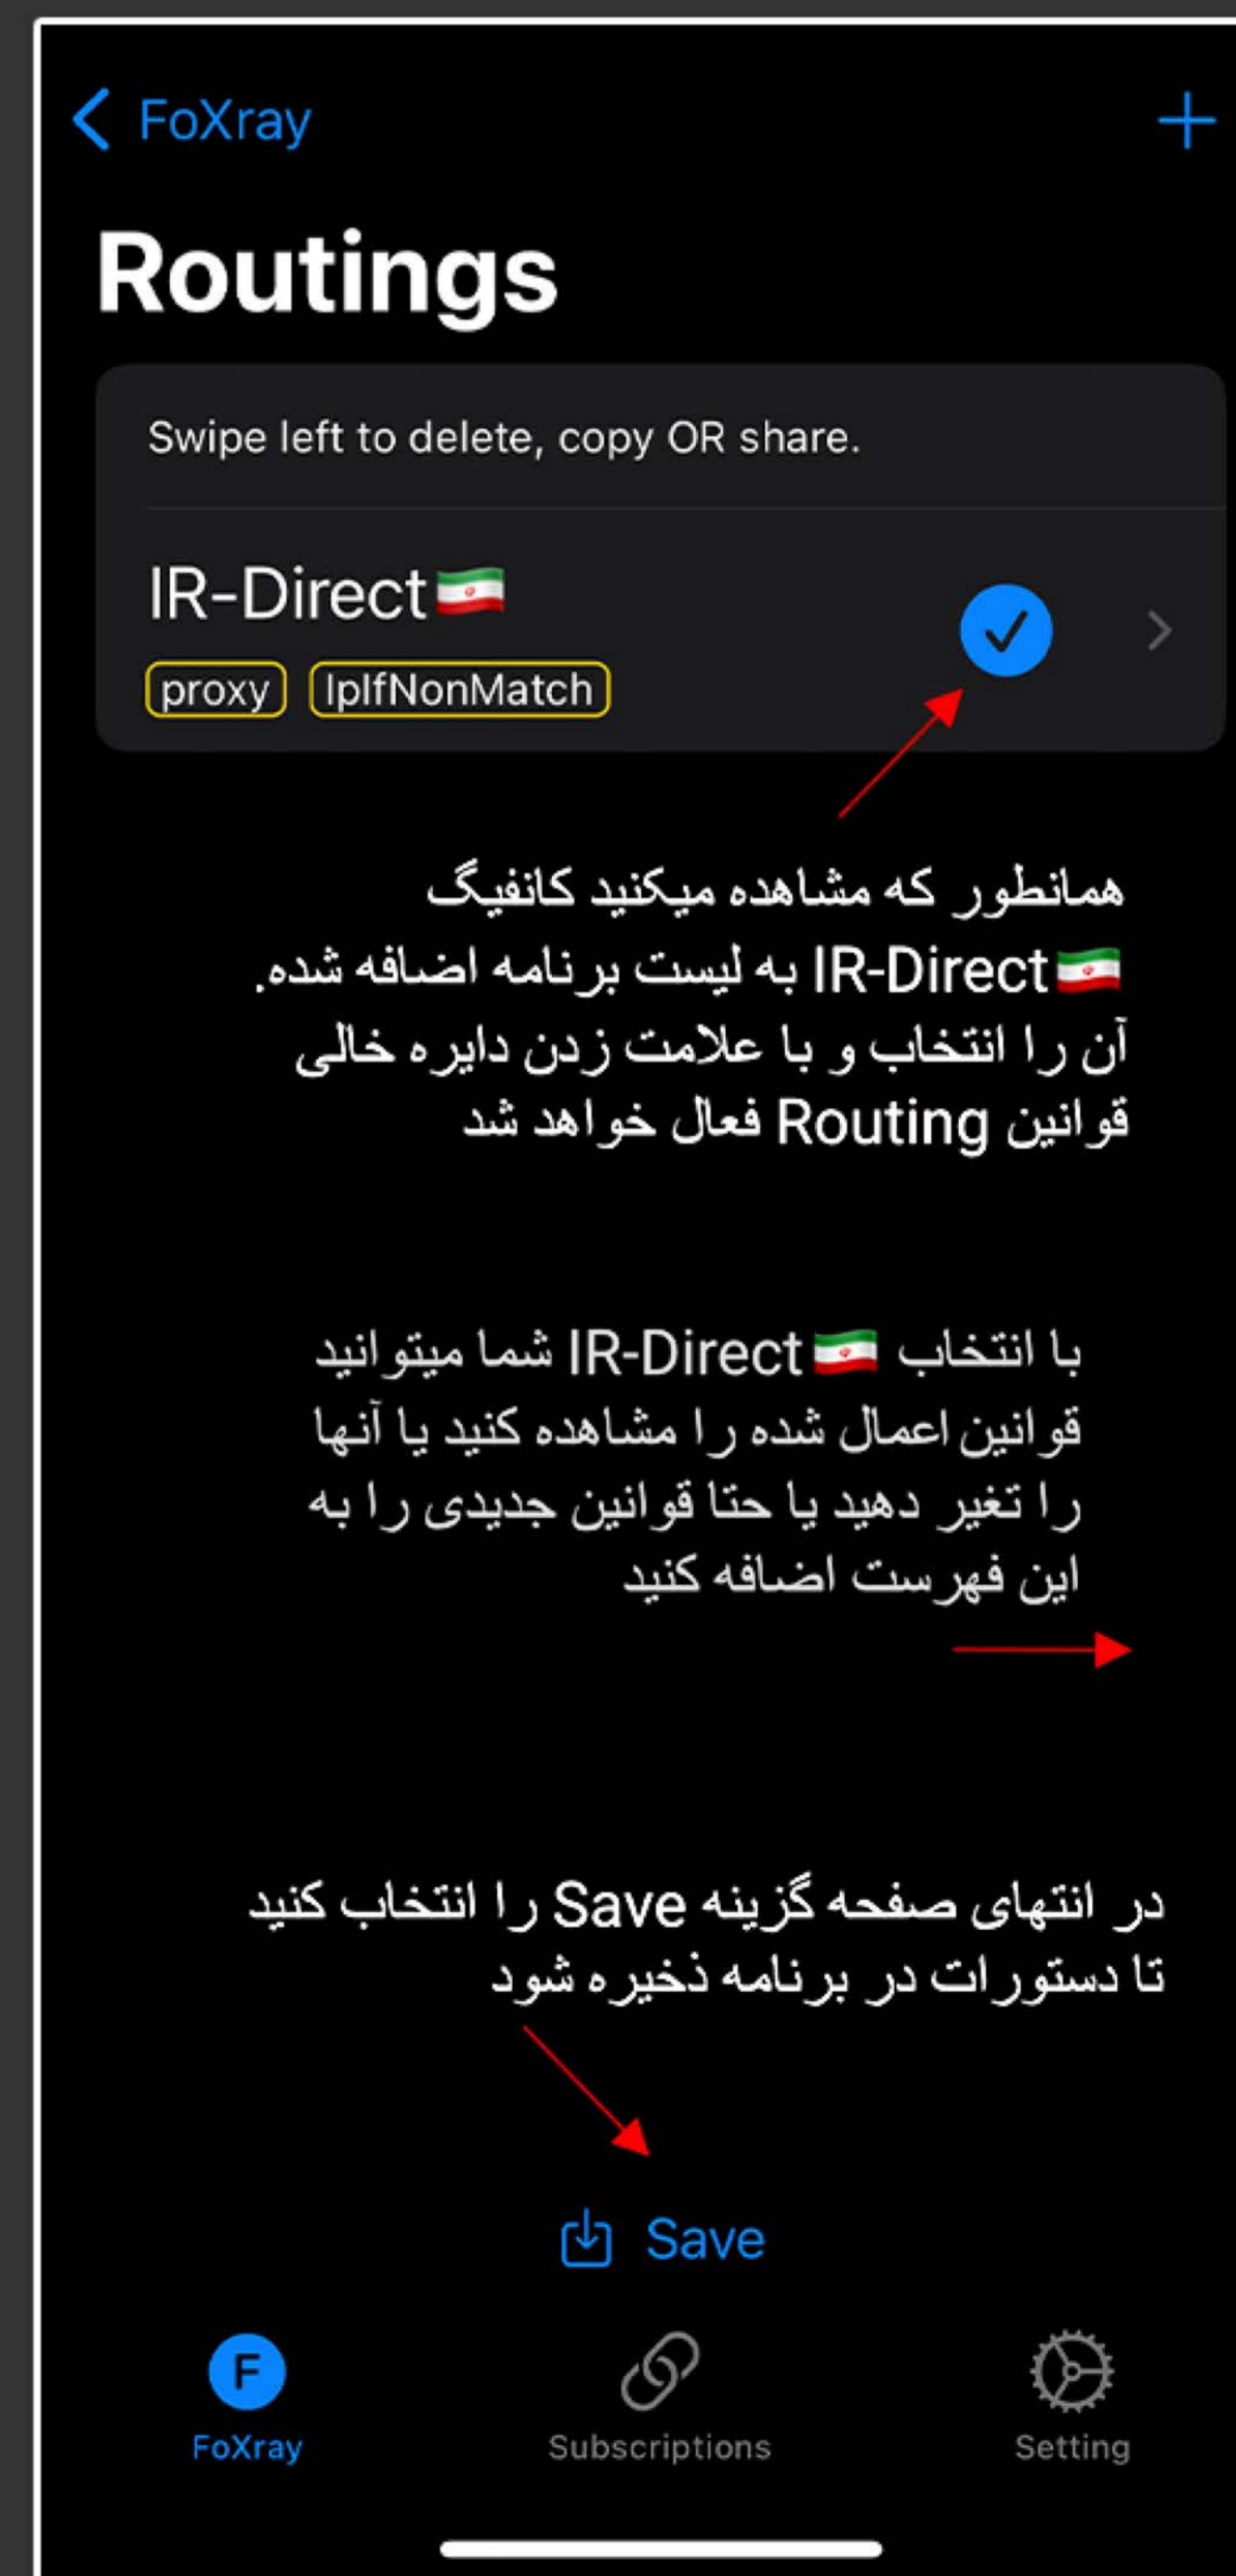 FoXray
Routings
Swipe left to delete, copy OR share.
IR-Direct🇮🇷
proxy IpIfNonMatch
همانطور که مشاهده میکنید کانفیگ
IR-Direct🇮🇷 به لیست برنامه اضافه شده.
آن را انتخاب و با علامت زدن دایره خالی
قوانین Routing فعال خواهد شد
با انتخاب IR-Direct🇮🇷 شما میتوانید
قوانین اعمال شده را مشاهده کنید یا آنها
را تغیر دهید یا حتا قوانین جدیدی را به
این فهرست اضافه کنید
در انتهای صفحه گزینه Save را انتخاب کنید
تا دستورات در برنامه ذخیره شود
Save
F
FoXray Subscriptions Setting